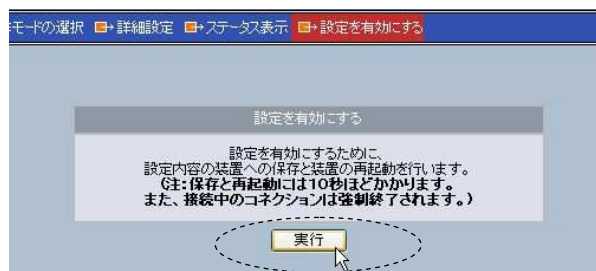 モードの選択 詳細設定 ステータス表示 設定を有効にする
設定を有効にする
設定を有効にするために、
設定内容の装置への保存と装置の再起動を行います。
(注:保存と再起動には10秒ほどかかります。
また、接続中のコネクションは強制終了されます。)
実行